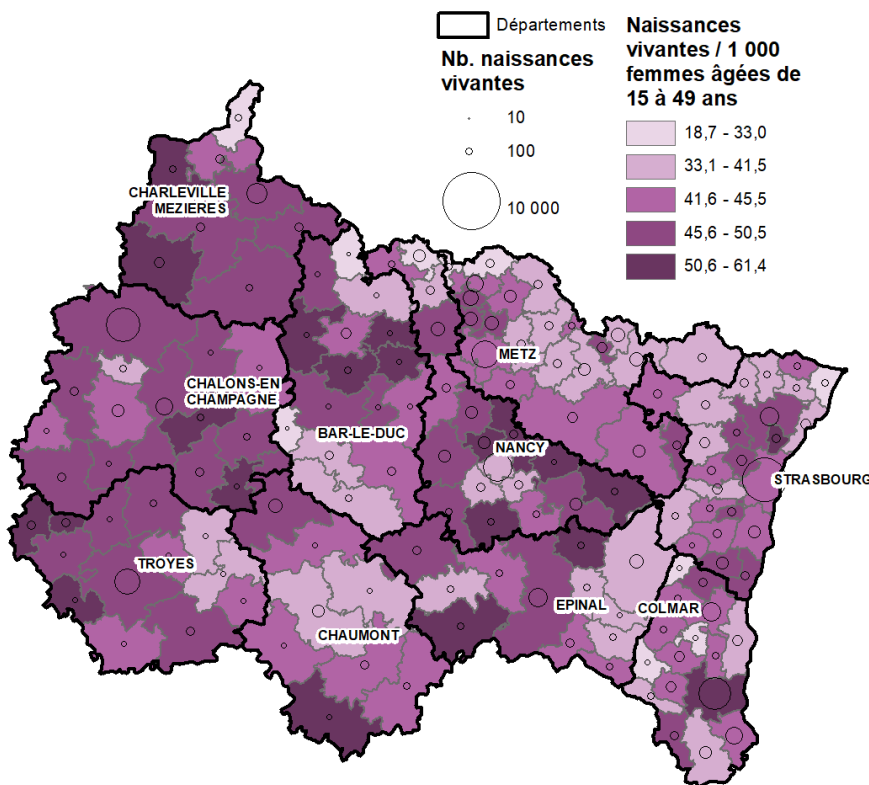 Départements
Nb. naissances
vivantes
10
100
10 000
Naissances
vivantes / 1 000
femmes âgées de
15 à 49 ans
18,7 - 33,0
33,1 - 41,5
41,6 - 45,5
45,6 - 50,5
50,6 - 61,4
CHARLEVILLE
MEZIERES
METZ
CHALONS-EN
CHAMPAGNE
BAR-LE-DUC
NANCY
STRASBOURG
TROYES
CHAUMONT
EPINAL
COLMAR